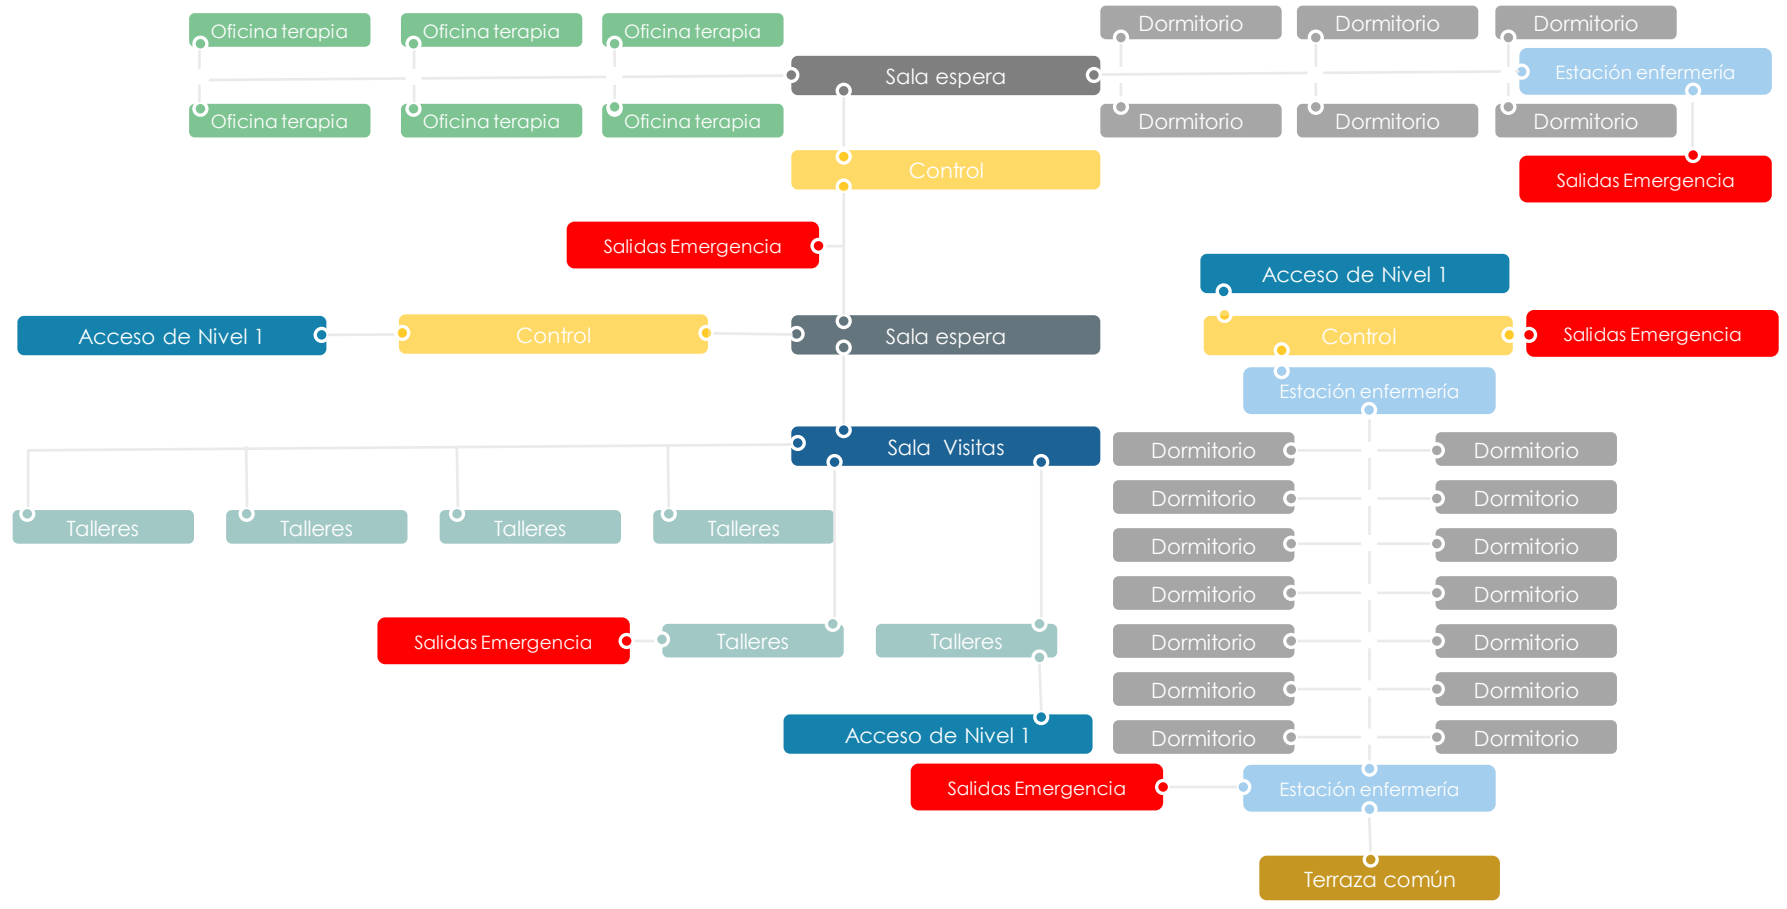 Oficina terapia
Oficina terapia
Oficina terapia
Dormitorio
Dormitorio
Dormitorio
Sala espera
Estación enfermería
Oficina terapia
Oficina terapia
Oficina terapia
Dormitorio
Dormitorio
Dormitorio
Control
Salidas Emergencia
Salidas Emergencia
Acceso de Nivel 1
Acceso de Nivel 1
Control
Sala espera
Control
Salidas Emergencia
Estación enfermería
Sala Visitas
Dormitorio
Dormitorio
Dormitorio
Dormitorio
Talleres
Talleres
Talleres
Talleres
Dormitorio
Dormitorio
Dormitorio
Dormitorio
Salidas Emergencia
Talleres
Talleres
Dormitorio
Dormitorio
Dormitorio
Dormitorio
Acceso de Nivel 1
Dormitorio
Dormitorio
Salidas Emergencia
Estación enfermería
Terraza común